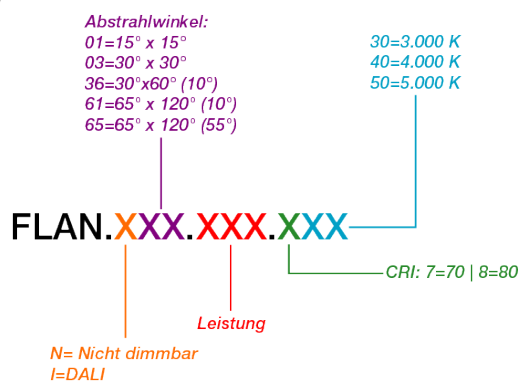 Abstrahlwinkel:
01=15° x 15°
03=30° x 30°
36=30°x60° (10°)
61=65° x 120° (10°)
65=65° x 120° (55°)
30=3.000 K
40=4.000 K
50=5.000 K
FLAN.XXX.XXX.XXX
CRI: 7=70 | 8=80
Leistung
N= Nicht dimmbar
I=DALI